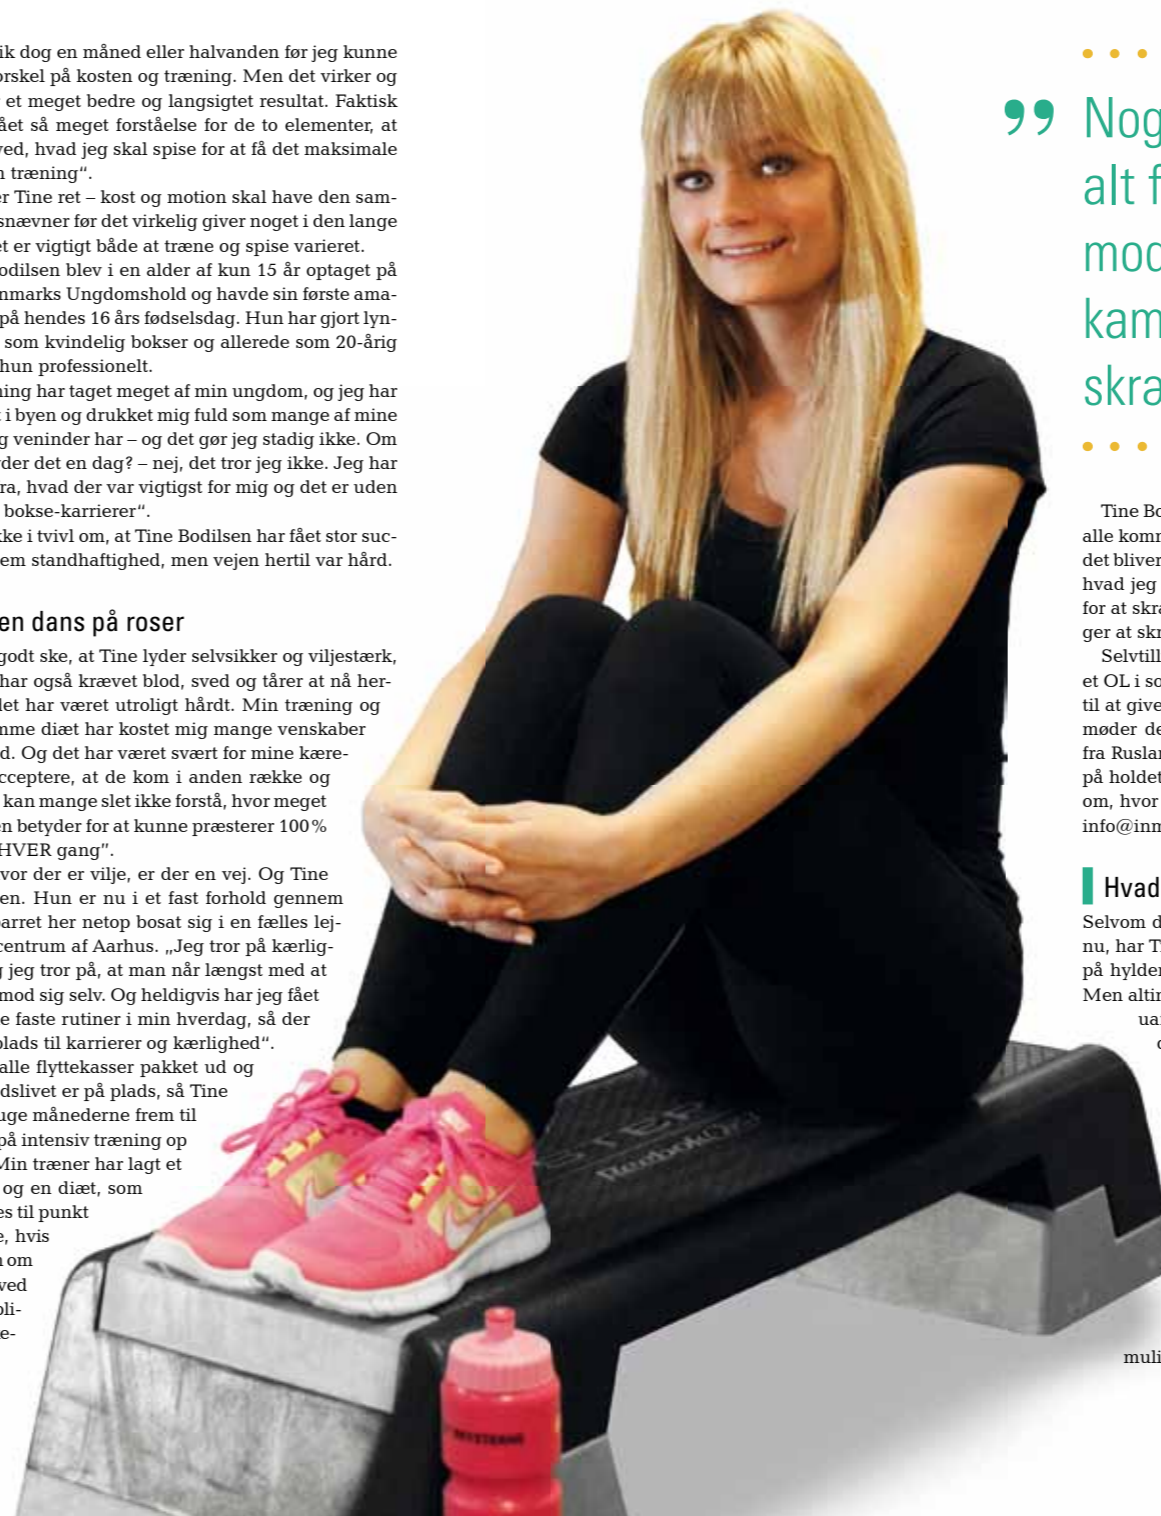 ik dog en måned eller halvanden før jeg kunne
orskel på kosten og træning. Men det virker og
et meget bedre og langsigtet resultat. Faktisk
ået så meget forståelse for de to elementer, at
ved, hvad jeg skal spise for at få det maksimale
n træning“.
er Tine ret – kost og motion skal have den sam-
snævner før det virkelig giver noget i den lange
et er vigtigt både at træne og spise varieret.
odilsen blev i en alder af kun 15 år optaget på
nmarks Ungdomshold og havde sin første ama-
på hendes 16 års fødselsdag. Hun har gjort lyn-
som kvindelig bokser og allerede som 20-årig
hun professionelt.
ning har taget meget af min ungdom, og jeg har
t i byen og drukket mig fuld som mange af mine
g veninder har – og det gør jeg stadig ikke. Om
yder det en dag? – nej, det tror jeg ikke. Jeg har
ra, hvad der var vigtigst for mig og det er uden
bokse-karrierer“.
kke i tvivl om, at Tine Bodilsen har fået stor suc-
em standhaftighed, men vejen hertil var hård.
en dans på roser
godt ske, at Tine lyder selvsikker og viljestærk,
har også krævet blod, sved og tårer at nå her-
det har været utroligt hårdt. Min træning og
mme diæt har kostet mig mange venskaber
d. Og det har været svært for mine kære-
cceptere, at de kom i anden række og
kan mange slet ikke forstå, hvor meget
en betyder for at kunne præsterer 100%
HVER gang”.
vor der er vilje, er der en vej. Og Tine
en. Hun er nu i et fast forhold gennem
parret her netop bosat sig i en fælles lej-
centrum af Aarhus. „Jeg tror på kærlig-
g jeg tror på, at man når længst med at
mod sig selv. Og heldigvis har jeg fået
e faste rutiner i min hverdag, så der
plads til karrierer og kærlighed“.
alle flyttekasser pakket ud og
dslivet er på plads, så Tine
uge månederne frem til
på intensiv træning op
Min træner har lagt et
og en diæt, som
es til punkt
e, hvis
n om
ved
bli-
e-
STEP
Reebok
” Nog
alt f
mod
kam
skra
Tine Bo
alle komm
det bliver
hvad jeg
for at skra
ger at skr
Selvtill
et OL i so
til at give
møder de
fra Ruslan
på holdet
om, hvor
info@inm
Hvad
Selvom d
nu, har T
på hylder
Men altin
uar
d
muli